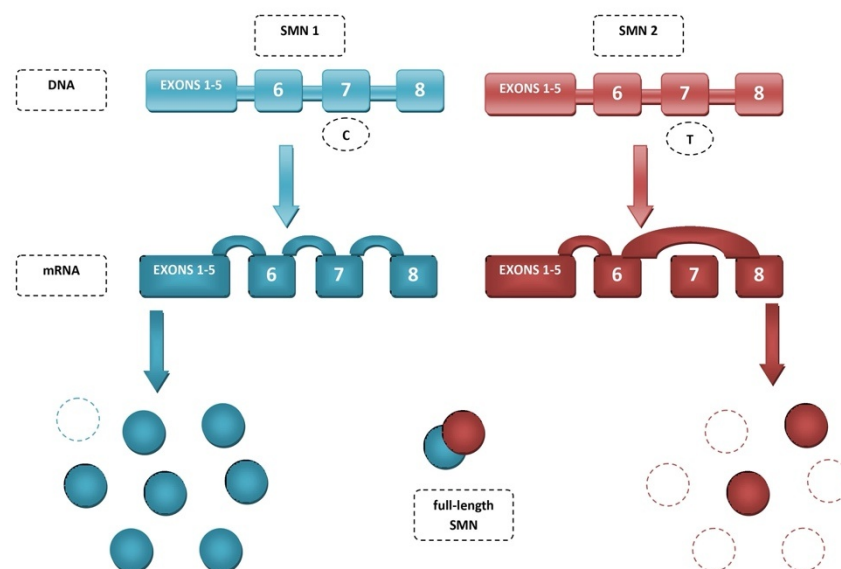 SMN 1
SMN 2
DNA
EXONS 1-5
6
7
8
EXONS 1-5
6
7
8
C
T
mRNA
EXONS 1-5
6
7
8
EXONS 1-5
6
7
8
full-length
SMN